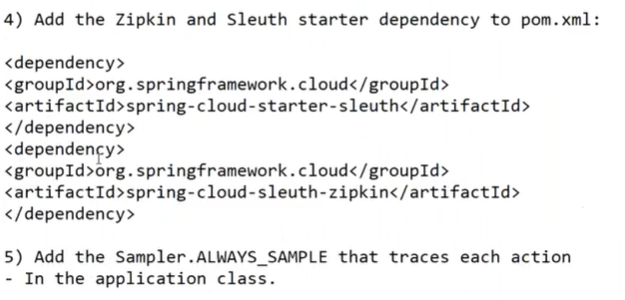 4) Add the Zipkin and Sleuth starter dependency to pom.xml:
<dependency>
<groupId>org.springframework.cloud</groupId>
<artifactId>spring-cloud-starter-sleuth</artifactId>
</dependency>
<dependency>
<groupId>org.springframework.cloud</groupId>
<artifactId>spring-cloud-sleuth-zipkin</artifactId>
</dependency>
5) Add the Sampler.ALWAYS_SAMPLE that traces each action
- In the application class.